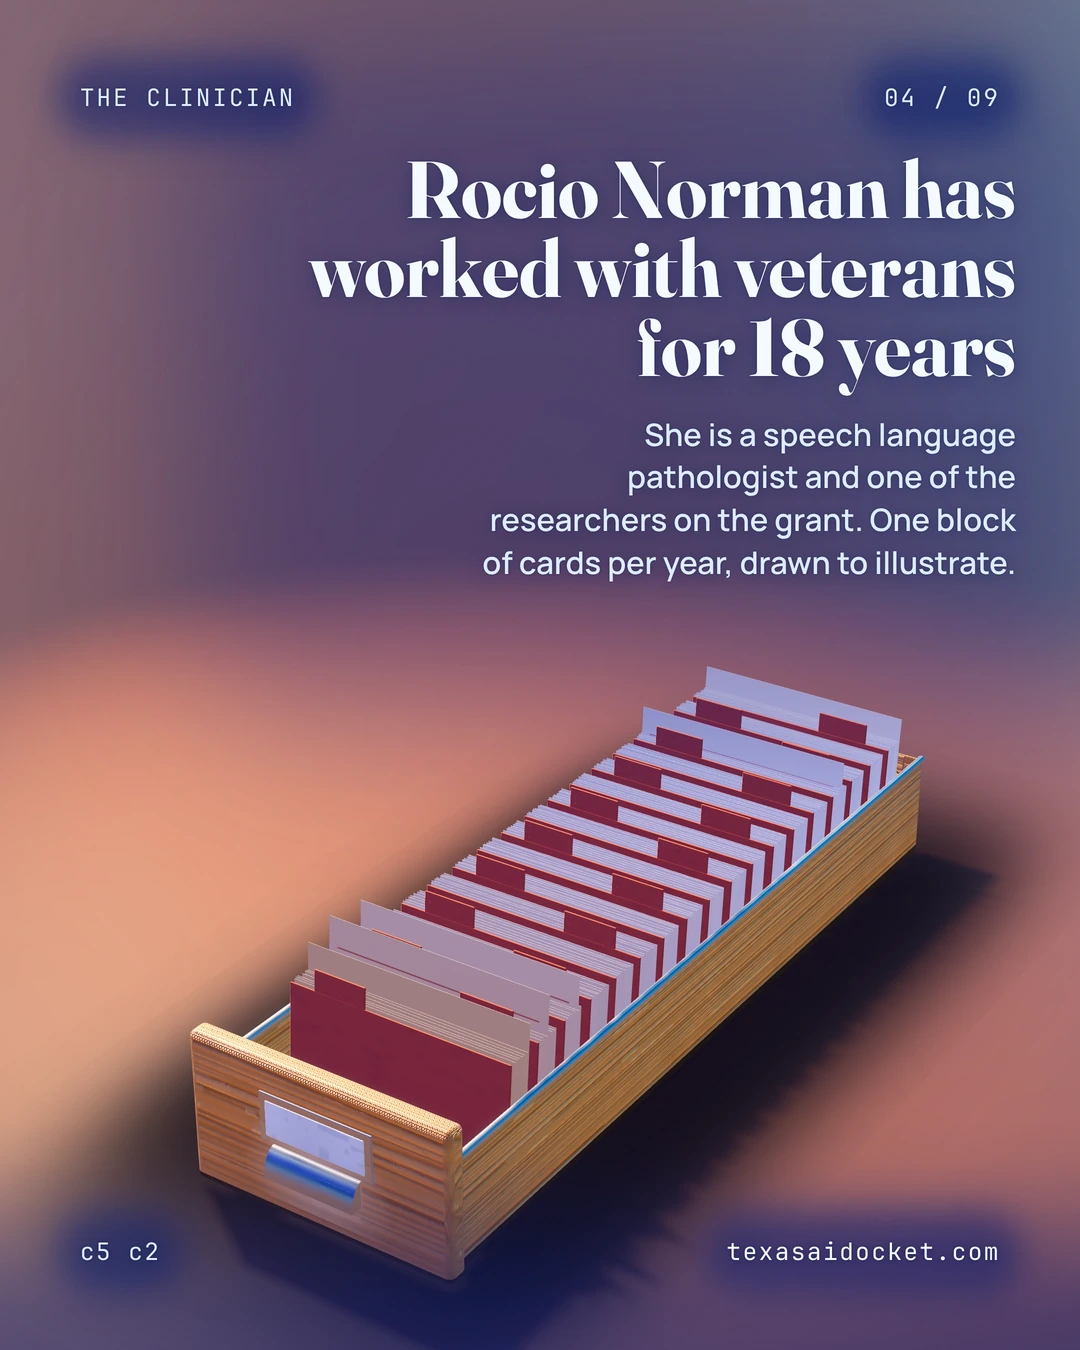 THE CLINICIAN
04 / 09
Rocio Norman has
worked with veterans
for 18 years
She is a speech language
pathologist and one of the
researchers on the grant. One block
of cards per year, drawn to illustrate.
c5 c2
texasaidocket.com